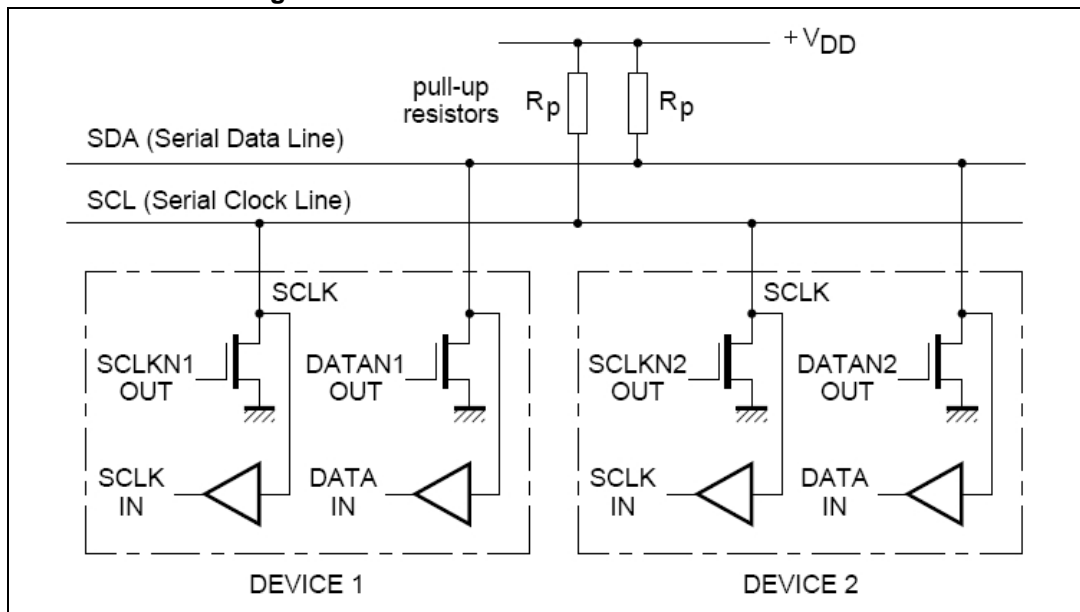 +VDD
pull-up
resistors
Rp
Rp
SDA (Serial Data Line)
SCL (Serial Clock Line)
SCLK
SCLK
SCLKN1
OUT
DATAN1
OUT
SCLKN2
OUT
DATAN2
OUT
SCLK
IN
DATA
IN
SCLK
IN
DATA
IN
DEVICE 1
DEVICE 2